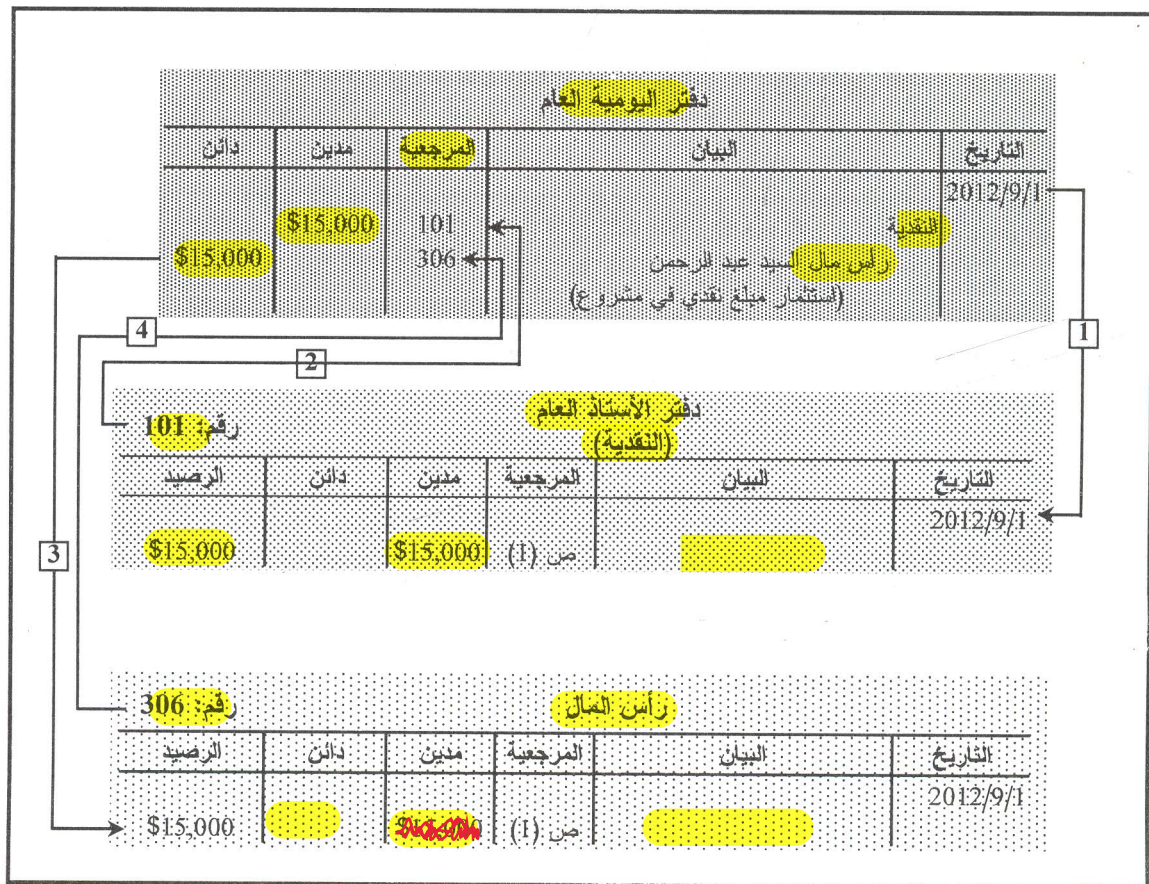 دفتر اليومية العام
التاريخ البيان المرجعية مدين دائن
2012/9/1
النقدية 101 $15,000
رأس مال السيد عبد الرحمن 306 $15,000
(استثمار مبلغ نقدي في مشروع)
4
2
1
3
دفتر الأستاذ العام
(النقدية)
رقم: 101
التاريخ البيان المرجعية مدين دائن الرصيد
2012/9/1
ص (1) $15,000 $15,000
رأس المال
رقم: 306
التاريخ البيان المرجعية مدين دائن الرصيد
2012/9/1
ص (1) $15,000